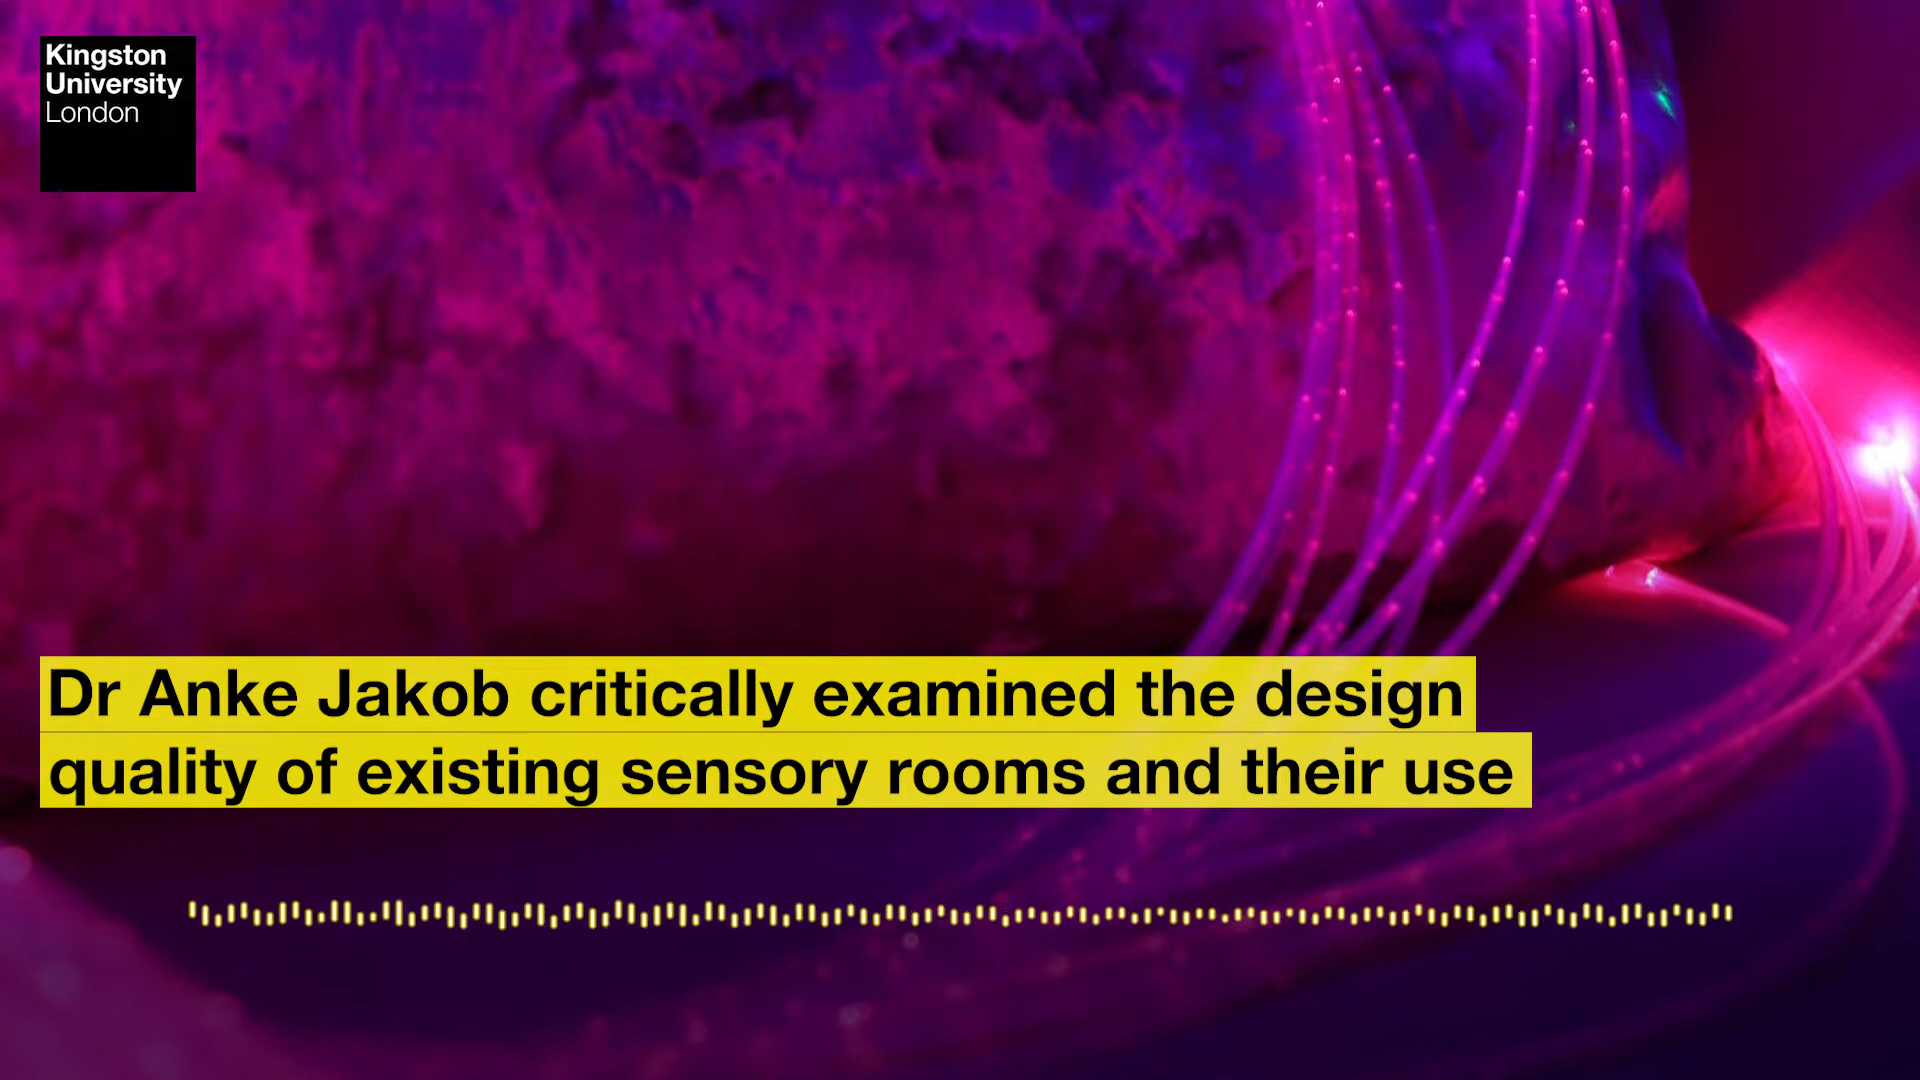 Kingston
University
London
Dr Anke Jakob critically examined the design
quality of existing sensory rooms and their use